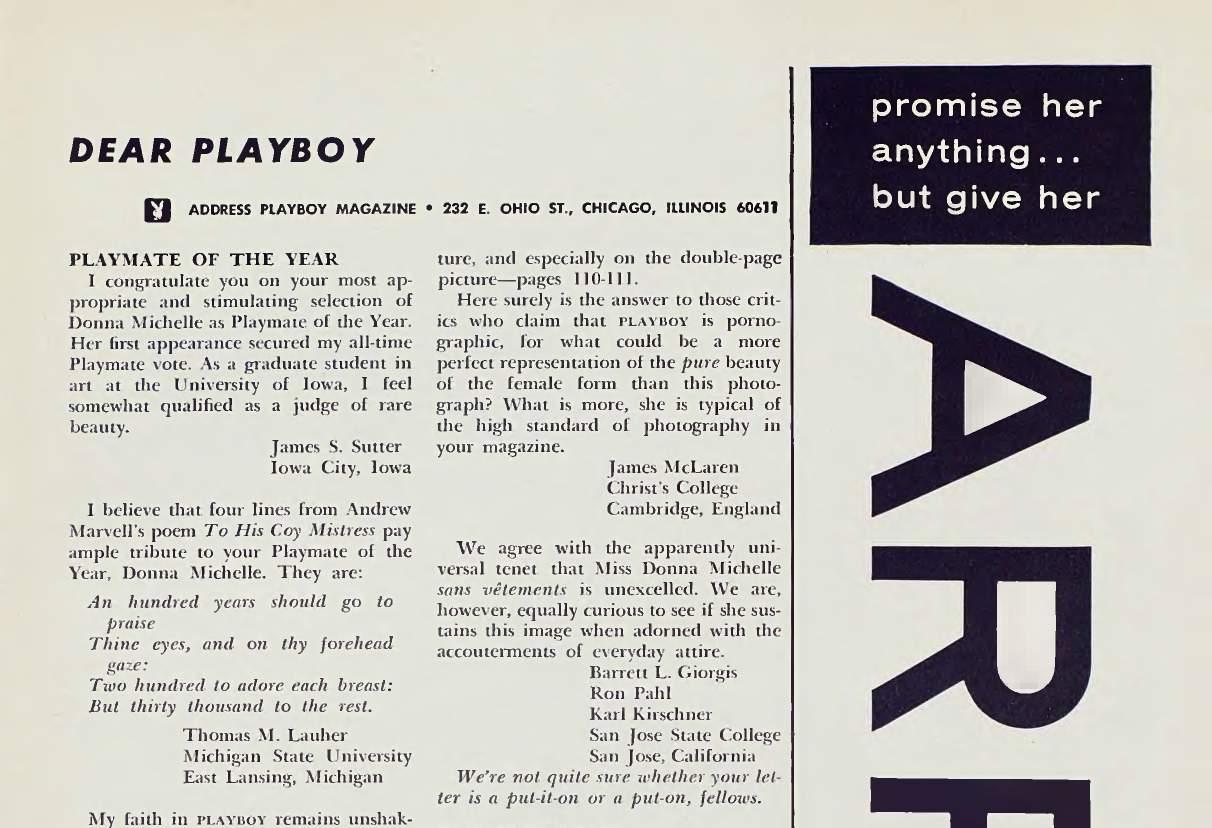 DEAR PLAYBOY
ADDRESS PLAYBOY MAGAZINE • 232 E. OHIO ST., CHICAGO, ILLINOIS 60611
PLAYMATE OF THE YEAR
I congratulate you on your most ap-
propriate and stimulating selection of
Donna Michelle as Playmate of the Year.
Her first appearance secured my all-time
Playmate vote. As a graduate student in
art at the University of Iowa, I feel
somewhat qualified as a judge of rare
beauty.
James S. Sutter
Iowa City, Iowa
I believe that four lines from Andrew
Marvell's poem To His Coy Mistress pay
ample tribute to your Playmate of the
Year, Donna Michelle. They are:
An hundred years should go to
praise
Thine eyes, and on thy forehead
gaze:
Two hundred to adore each breast:
But thirty thousand to the rest.
Thomas M. Lauher
Michigan State University
East Lansing, Michigan
My faith in PLAYBOY remains unshak-
ture, and especially on the double-page
picture—pages 110-111.
Here surely is the answer to those crit-
ics who claim that PLAYBOY is porno-
graphic, for what could be a more
perfect representation of the pure beauty
of the female form than this photo-
graph? What is more, she is typical of
the high standard of photography in
your magazine.
James McLaren
Christ's College
Cambridge, England
We agree with the apparently uni-
versal tenet that Miss Donna Michelle
sans vêtements is unexcelled. We are,
however, equally curious to see if she sus-
tains this image when adorned with the
accouterments of everyday attire.
Barrett L. Giorgis
Ron Pahl
Karl Kirschner
San Jose State College
San Jose, California
We're not quite sure whether your let-
ter is a put-it-on or a put-on, fellows.
promise her
anything...
but give her
AR